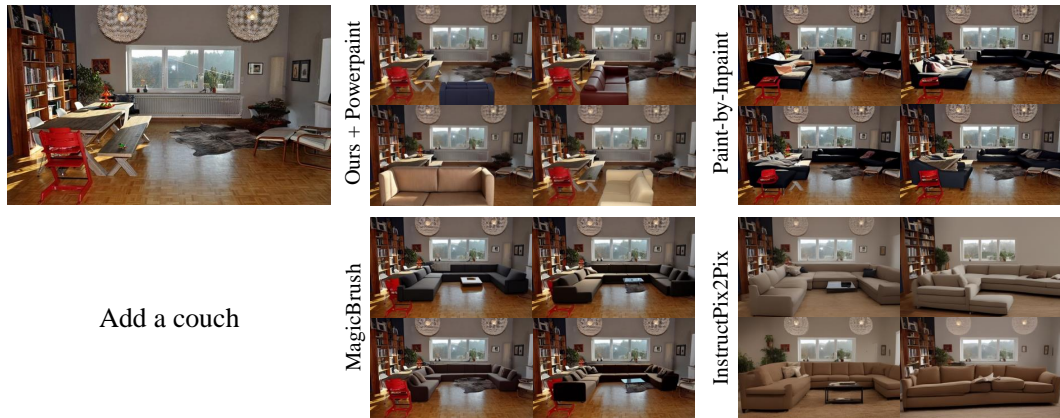 Ours + Powerpaint
Paint-by-Inpaint
Add a couch
MagicBrush
InstructPix2Pix